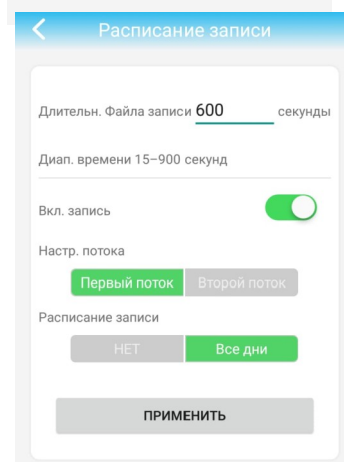 Расписание записи
Длительн. Файла записи 600 секунды
Диап. времени 15–900 секунд
Вкл. запись
Настр. потока
Первый поток Второй поток
Расписание записи
НЕТ Все дни
ПРИМЕНИТЬ